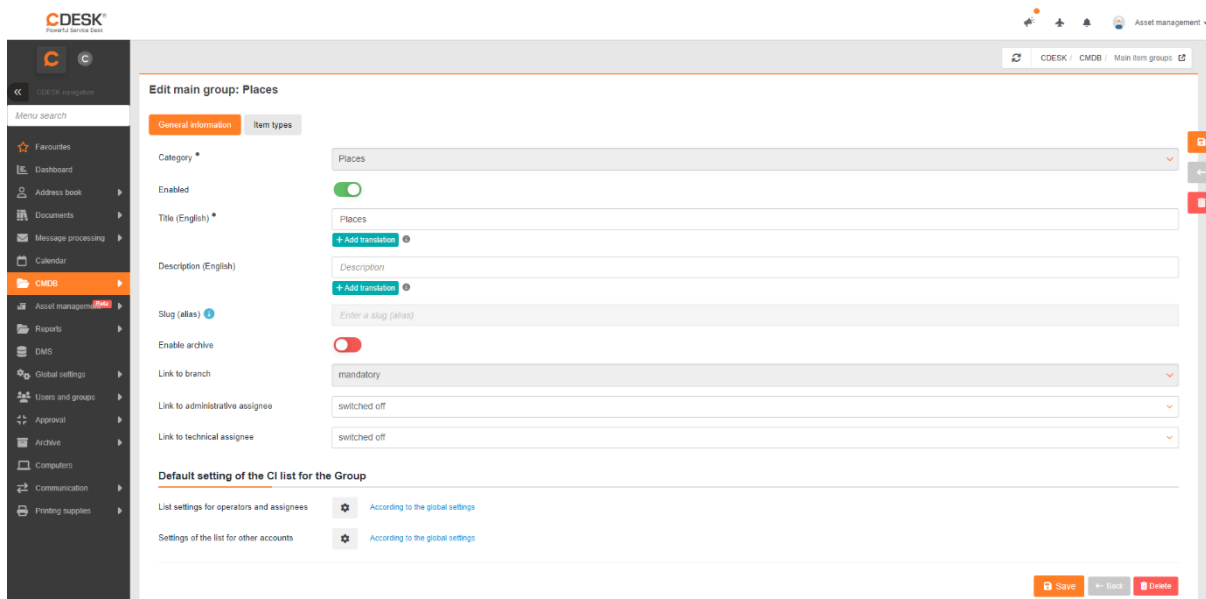 CDESK®
Powerful Service Desk
Asset management
C
CDESK navigation
CDESK / CMDB / Main item groups
Menu search
Favourites
Dashboard
Address book
Documents
Message processing
Calendar
CMDB
Asset management Beta
Reports
DMS
Global settings
Users and groups
Approval
Archive
Computers
Communication
Printing supplies
Edit main group: Places
General information
Item types
Category *
Places
Enabled
Title (English) *
Places
+ Add translation
Description (English)
Description
+ Add translation
Slug (alias)
Enter a slug (alias)
Enable archive
Link to branch
mandatory
Link to administrative assignee
switched off
Link to technical assignee
switched off
Default setting of the CI list for the Group
List settings for operators and assignees
According to the global settings
Settings of the list for other accounts
According to the global settings
Save
← Back
Delete